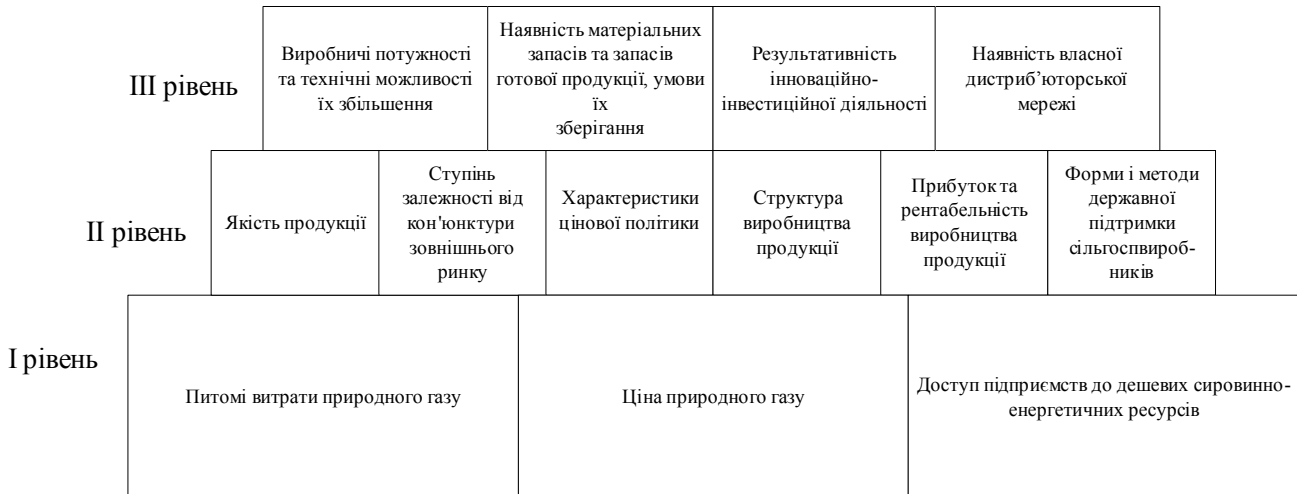 III рівень
Виробничі потужності
та технічні можливості
їх збільшення
Наявність матеріальних
запасів та запасів
готової продукції, умови
їх
зберігання
Результативність
інноваційно-
інвестиційної діяльності
Наявність власної
дистриб’юторської
мережі
II рівень
Якість продукції
Ступінь
залежності від
кон'юнктури
зовнішнього
ринку
Характеристики
цінової політики
Структура
виробництва
продукції
Прибуток та
рентабельність
виробництва
продукції
Форми і методи
державної
підтримки
сільгоспвироб-
ників
I рівень
Питомі витрати природного газу
Ціна природного газу
Доступ підприємств до дешевих сировинно-
енергетичних ресурсів